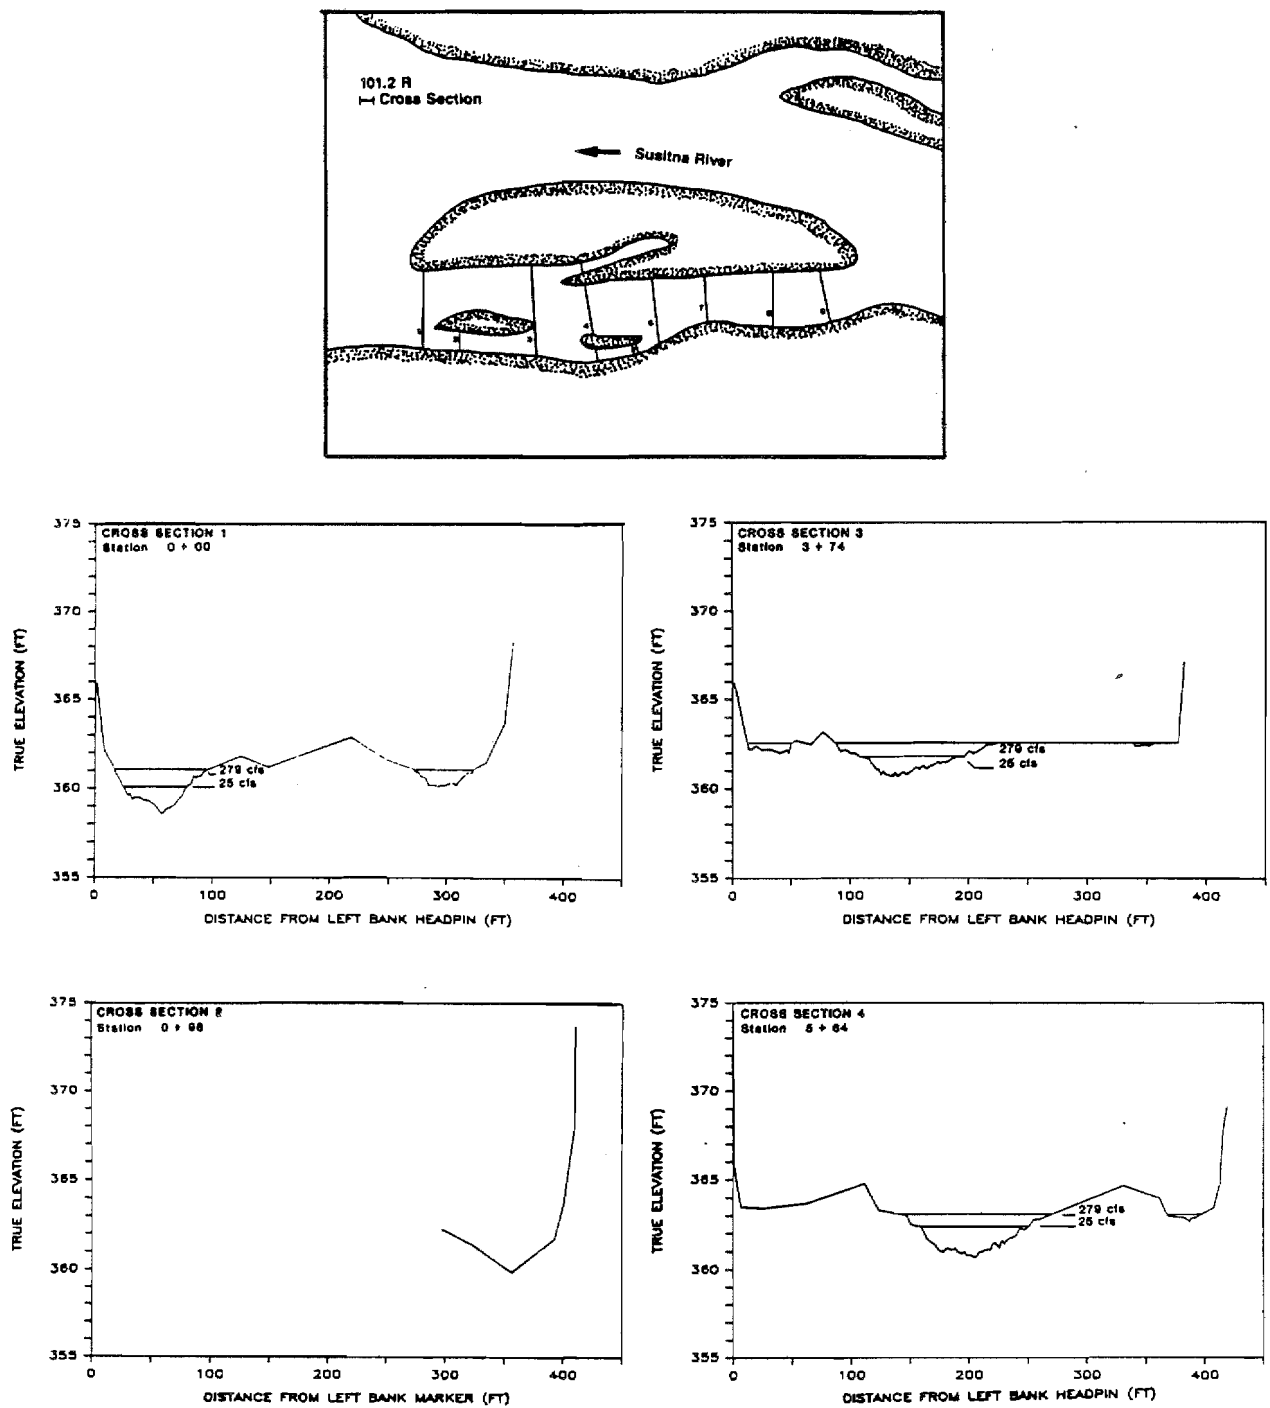 101.2 R
Cross Section
Susitna River
4
7
CROSS SECTION 1
Station 0 + 00
375
370
365
360
355
TRUE ELEVATION (FT)
279 cfs
25 cfs
0 100 200 300 400
DISTANCE FROM LEFT BANK HEADPIN (FT)
CROSS SECTION 3
Station 3 + 74
375
370
365
360
355
TRUE ELEVATION (FT)
279 cfs
25 cfs
0 100 200 300 400
DISTANCE FROM LEFT BANK HEADPIN (FT)
CROSS SECTION 2
Station 0 + 98
375
370
365
360
355
TRUE ELEVATION (FT)
0 100 200 300 400
DISTANCE FROM LEFT BANK MARKER (FT)
CROSS SECTION 4
Station 5 + 64
375
370
365
360
355
TRUE ELEVATION (FT)
279 cfs
25 cfs
0 100 200 300 400
DISTANCE FROM LEFT BANK HEADPIN (FT)